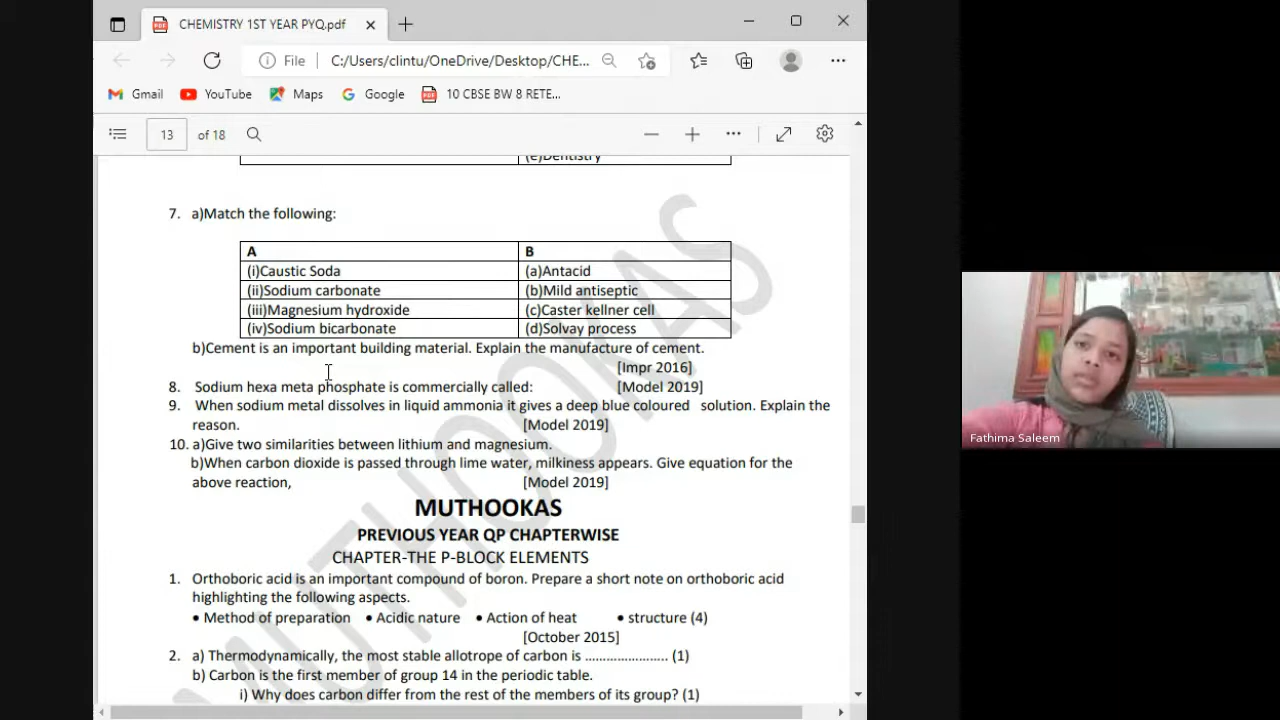 CHEMISTRY 1ST YEAR PYQ.pdf
File C:/Users/clintu/OneDrive/Desktop/CHE...
Gmail YouTube Maps Google 10 CBSE BW 8 RETE...
13 of 18
(e)Dentistry
7. a)Match the following:
A B
(i)Caustic Soda (a)Antacid
(ii)Sodium carbonate (b)Mild antiseptic
(iii)Magnesium hydroxide (c)Caster kellner cell
(iv)Sodium bicarbonate (d)Solvay process
b)Cement is an important building material. Explain the manufacture of cement.
[Impr 2016]
8. Sodium hexa meta phosphate is commercially called: [Model 2019]
9. When sodium metal dissolves in liquid ammonia it gives a deep blue coloured solution. Explain the
reason. [Model 2019]
10. a)Give two similarities between lithium and magnesium.
b)When carbon dioxide is passed through lime water, milkiness appears. Give equation for the
above reaction, [Model 2019]
MUTHOOKAS
PREVIOUS YEAR QP CHAPTERWISE
CHAPTER-THE P-BLOCK ELEMENTS
1. Orthoboric acid is an important compound of boron. Prepare a short note on orthoboric acid
highlighting the following aspects.
• Method of preparation • Acidic nature • Action of heat • structure (4)
[October 2015]
2. a) Thermodynamically, the most stable allotrope of carbon is ………………….. (1)
b) Carbon is the first member of group 14 in the periodic table.
i) Why does carbon differ from the rest of the members of its group? (1)
MUTHOOKAS
Fathima Saleem